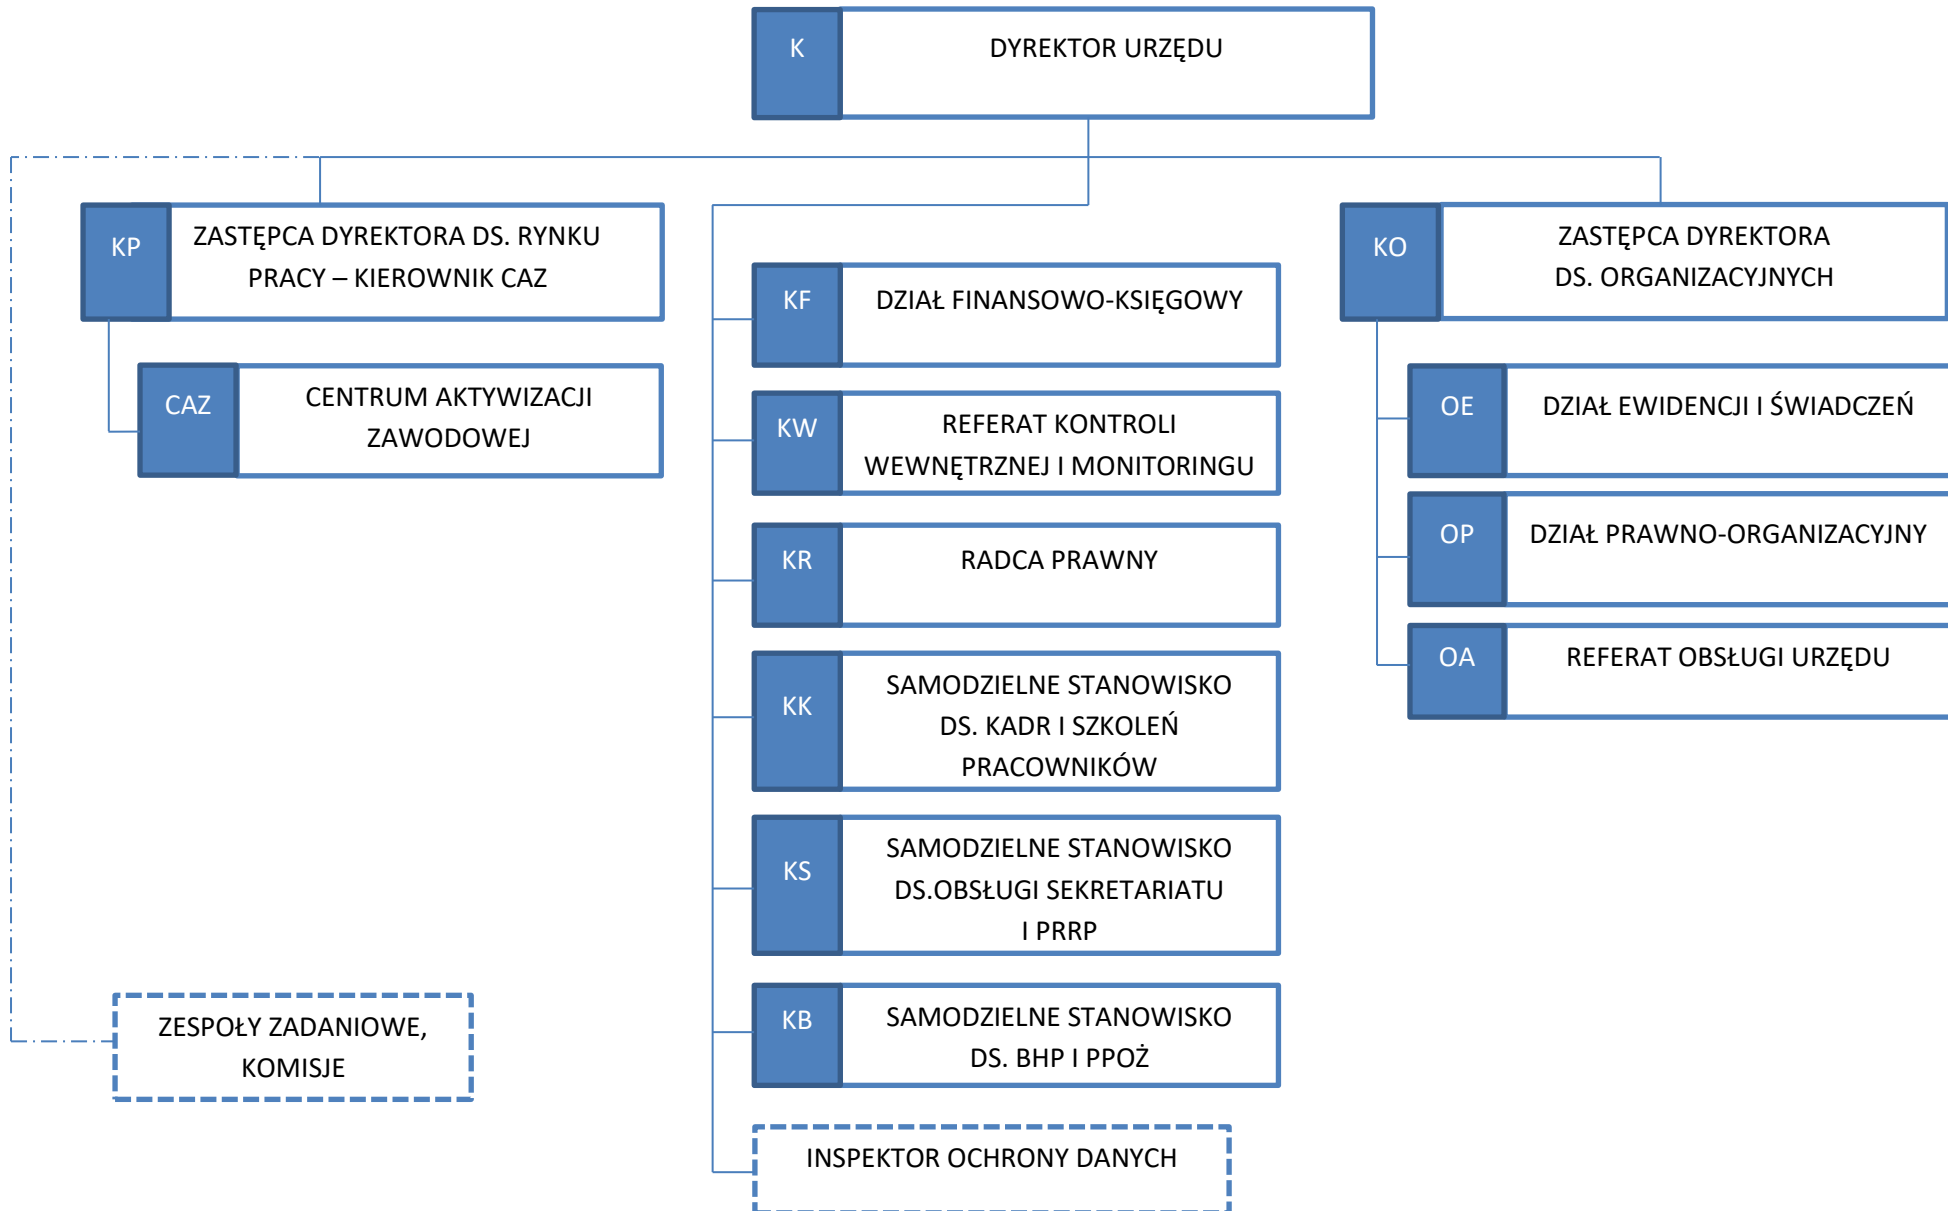 K
DYREKTOR URZĘDU
KP
ZASTĘPCA DYREKTORA DS. RYNKU
PRACY – KIEROWNIK CAZ
CAZ
CENTRUM AKTYWIZACJI
ZAWODOWEJ
ZESPOŁY ZADANIOWE,
KOMISJE
KF
DZIAŁ FINANSOWO-KSIĘGOWY
KW
REFERAT KONTROLI
WEWNĘTRZNEJ I MONITORINGU
KR
RADCA PRAWNY
KK
SAMODZIELNE STANOWISKO
DS. KADR I SZKOLEŃ
PRACOWNIKÓW
KS
SAMODZIELNE STANOWISKO
DS.OBSŁUGI SEKRETARIATU
I PRRP
KB
SAMODZIELNE STANOWISKO
DS. BHP I PPOŻ
INSPEKTOR OCHRONY DANYCH
KO
ZASTĘPCA DYREKTORA
DS. ORGANIZACYJNYCH
OE
DZIAŁ EWIDENCJI I ŚWIADCZEŃ
OP
DZIAŁ PRAWNO-ORGANIZACYJNY
OA
REFERAT OBSŁUGI URZĘDU